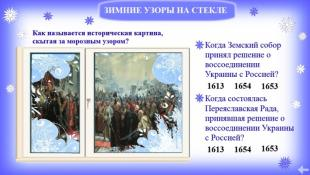 ЗИМНИЕ УЗОРЫ НА СТЕКЛЕ
Как называется историческая картина,
скытая за морозным узором?
Когда Земский собор
принял решение о
воссоединении
Украины с Россией?
1613 1654 1653
Когда состоялась
Переяславская Рада,
принявшая решение о
воссоединении Украины
с Россией?
1613 1654 1653